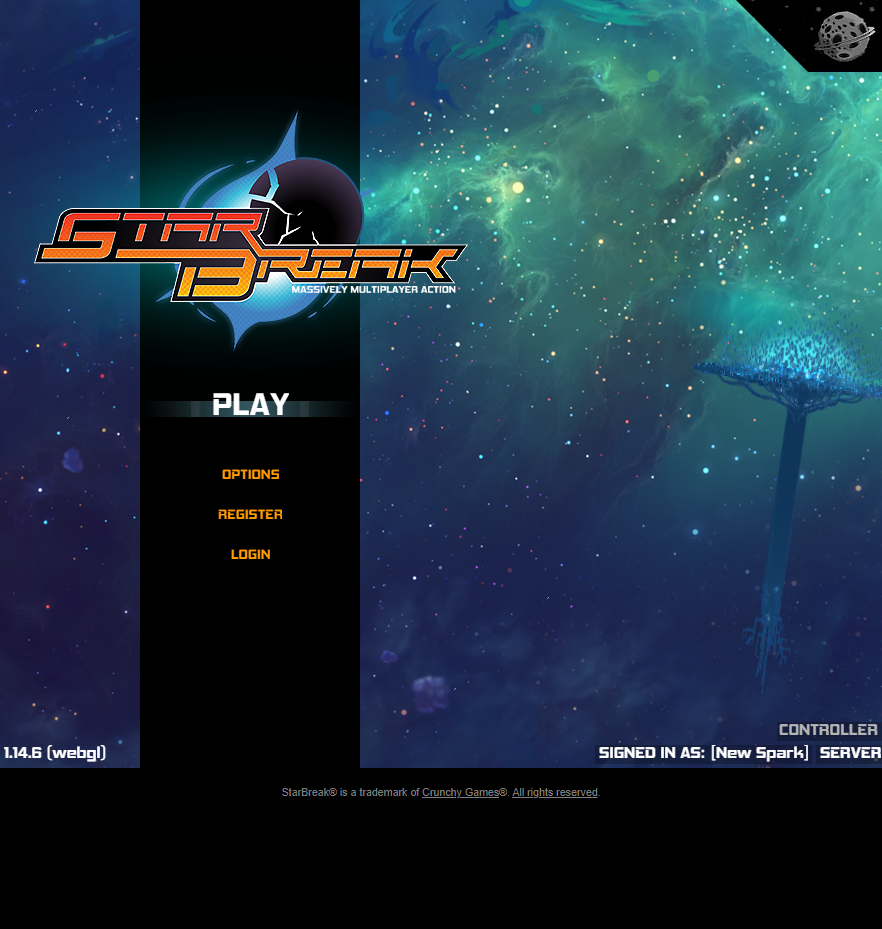 STAR
BREAK
MASSIVELY MULTIPLAYER ACTION
PLAY
OPTIONS
REGISTER
LOGIN
CONTROLLER
1.14.6 (webgl)
SIGNED IN AS: [New Spark] SERVER
StarBreak® is a trademark of Crunchy Games®. All rights reserved.